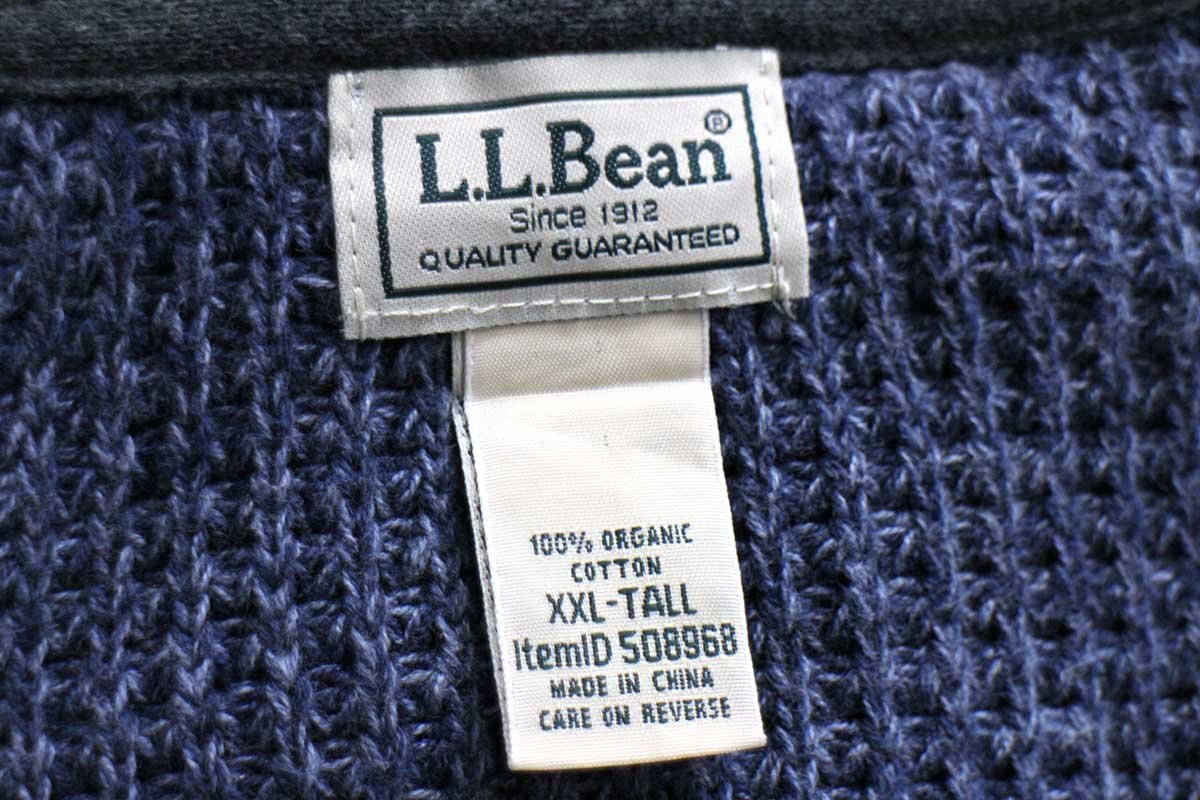 L.L.Bean®
Since 1912
QUALITY GUARANTEED
100% ORGANIC
COTTON
XXL-TALL
ItemID 508968
MADE IN CHINA
CARE ON REVERSE